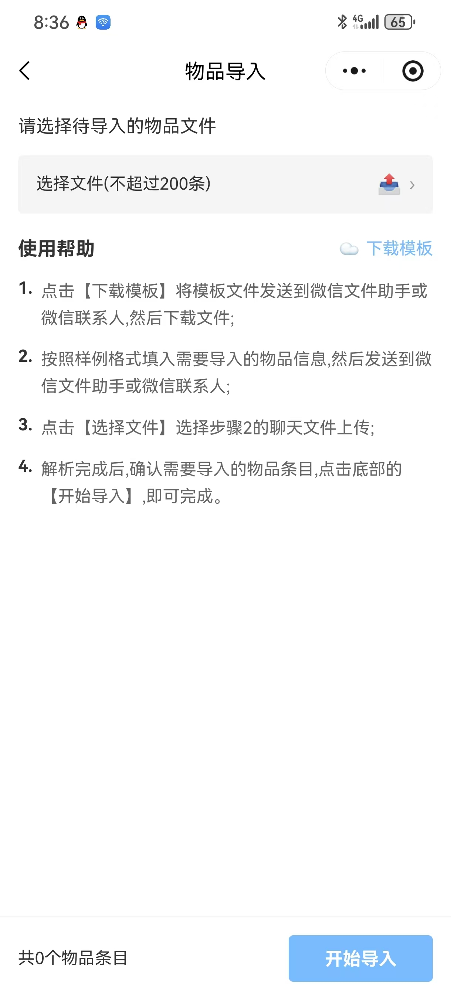 8:36
4G
65
物品导入
请选择待导入的物品文件
选择文件(不超过200条)
使用帮助
下载模板
1. 点击【下载模板】将模板文件发送到微信文件助手或
微信联系人,然后下载文件;
2. 按照样例格式填入需要导入的物品信息,然后发送到微
信文件助手或微信联系人;
3. 点击【选择文件】选择步骤2的聊天文件上传;
4. 解析完成后,确认需要导入的物品条目,点击底部的
【开始导入】,即可完成。
共0个物品条目
开始导入